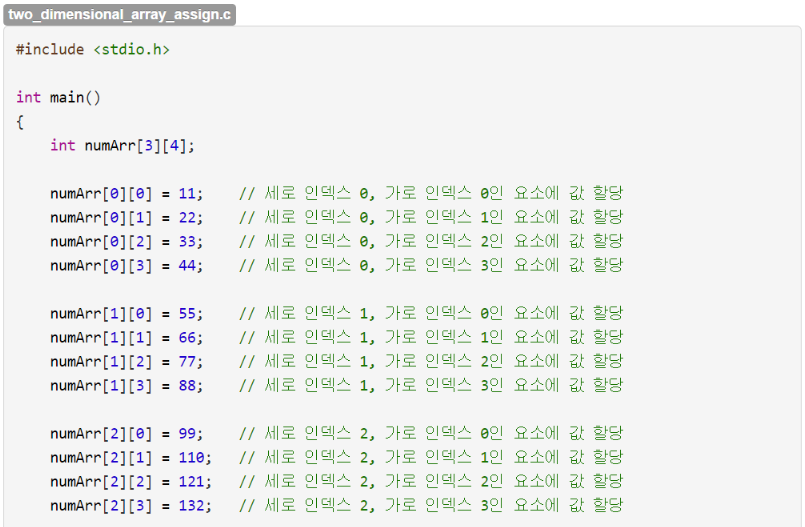 two_dimensional_array_assign.c
#include <stdio.h>
int main()
{
int numArr[3][4];
numArr[0][0] = 11;    // 세로 인덱스 0, 가로 인덱스 0인 요소에 값 할당
numArr[0][1] = 22;    // 세로 인덱스 0, 가로 인덱스 1인 요소에 값 할당
numArr[0][2] = 33;    // 세로 인덱스 0, 가로 인덱스 2인 요소에 값 할당
numArr[0][3] = 44;    // 세로 인덱스 0, 가로 인덱스 3인 요소에 값 할당
numArr[1][0] = 55;    // 세로 인덱스 1, 가로 인덱스 0인 요소에 값 할당
numArr[1][1] = 66;    // 세로 인덱스 1, 가로 인덱스 1인 요소에 값 할당
numArr[1][2] = 77;    // 세로 인덱스 1, 가로 인덱스 2인 요소에 값 할당
numArr[1][3] = 88;    // 세로 인덱스 1, 가로 인덱스 3인 요소에 값 할당
numArr[2][0] = 99;    // 세로 인덱스 2, 가로 인덱스 0인 요소에 값 할당
numArr[2][1] = 110;   // 세로 인덱스 2, 가로 인덱스 1인 요소에 값 할당
numArr[2][2] = 121;   // 세로 인덱스 2, 가로 인덱스 2인 요소에 값 할당
numArr[2][3] = 132;   // 세로 인덱스 2, 가로 인덱스 3인 요소에 값 할당